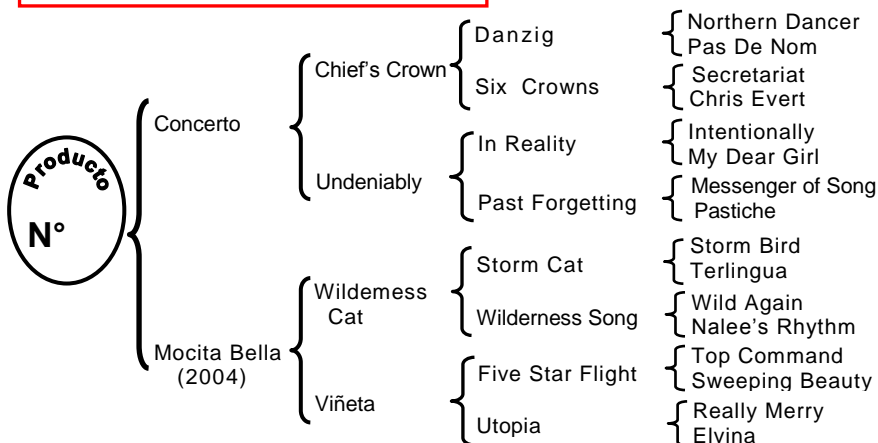 Producto
N°
Concerto
Mocita Bella
(2004)
Chief's Crown
Undeniably
Wildemess
Cat
Viñeta
Danzig
Six Crowns
In Reality
Past Forgetting
Storm Cat
Wilderness Song
Five Star Flight
Utopia
Northern Dancer
Pas De Nom
Secretariat
Chris Evert
Intentionally
My Dear Girl
Messenger of Song
Pastiche
Storm Bird
Terlingua
Wild Again
Nalee's Rhythm
Top Command
Sweeping Beauty
Really Merry
Elvina